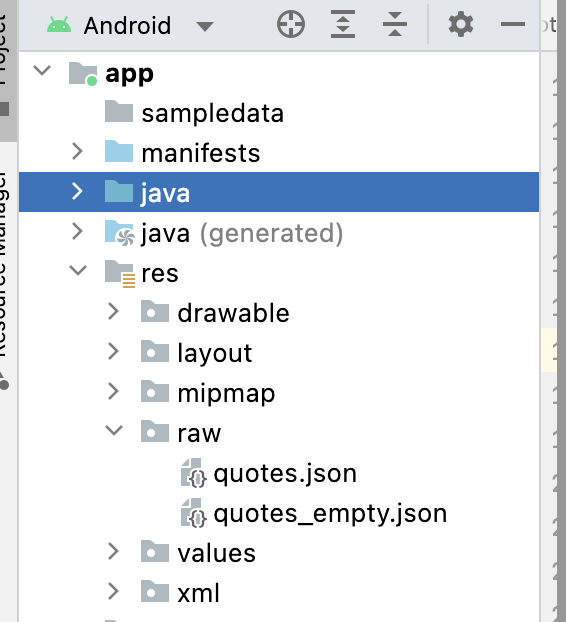 Android
Project
app
sampledata
manifests
java
java (generated)
Resource Manager
res
drawable
layout
mipmap
raw
quotes.json
quotes_empty.json
values
xml